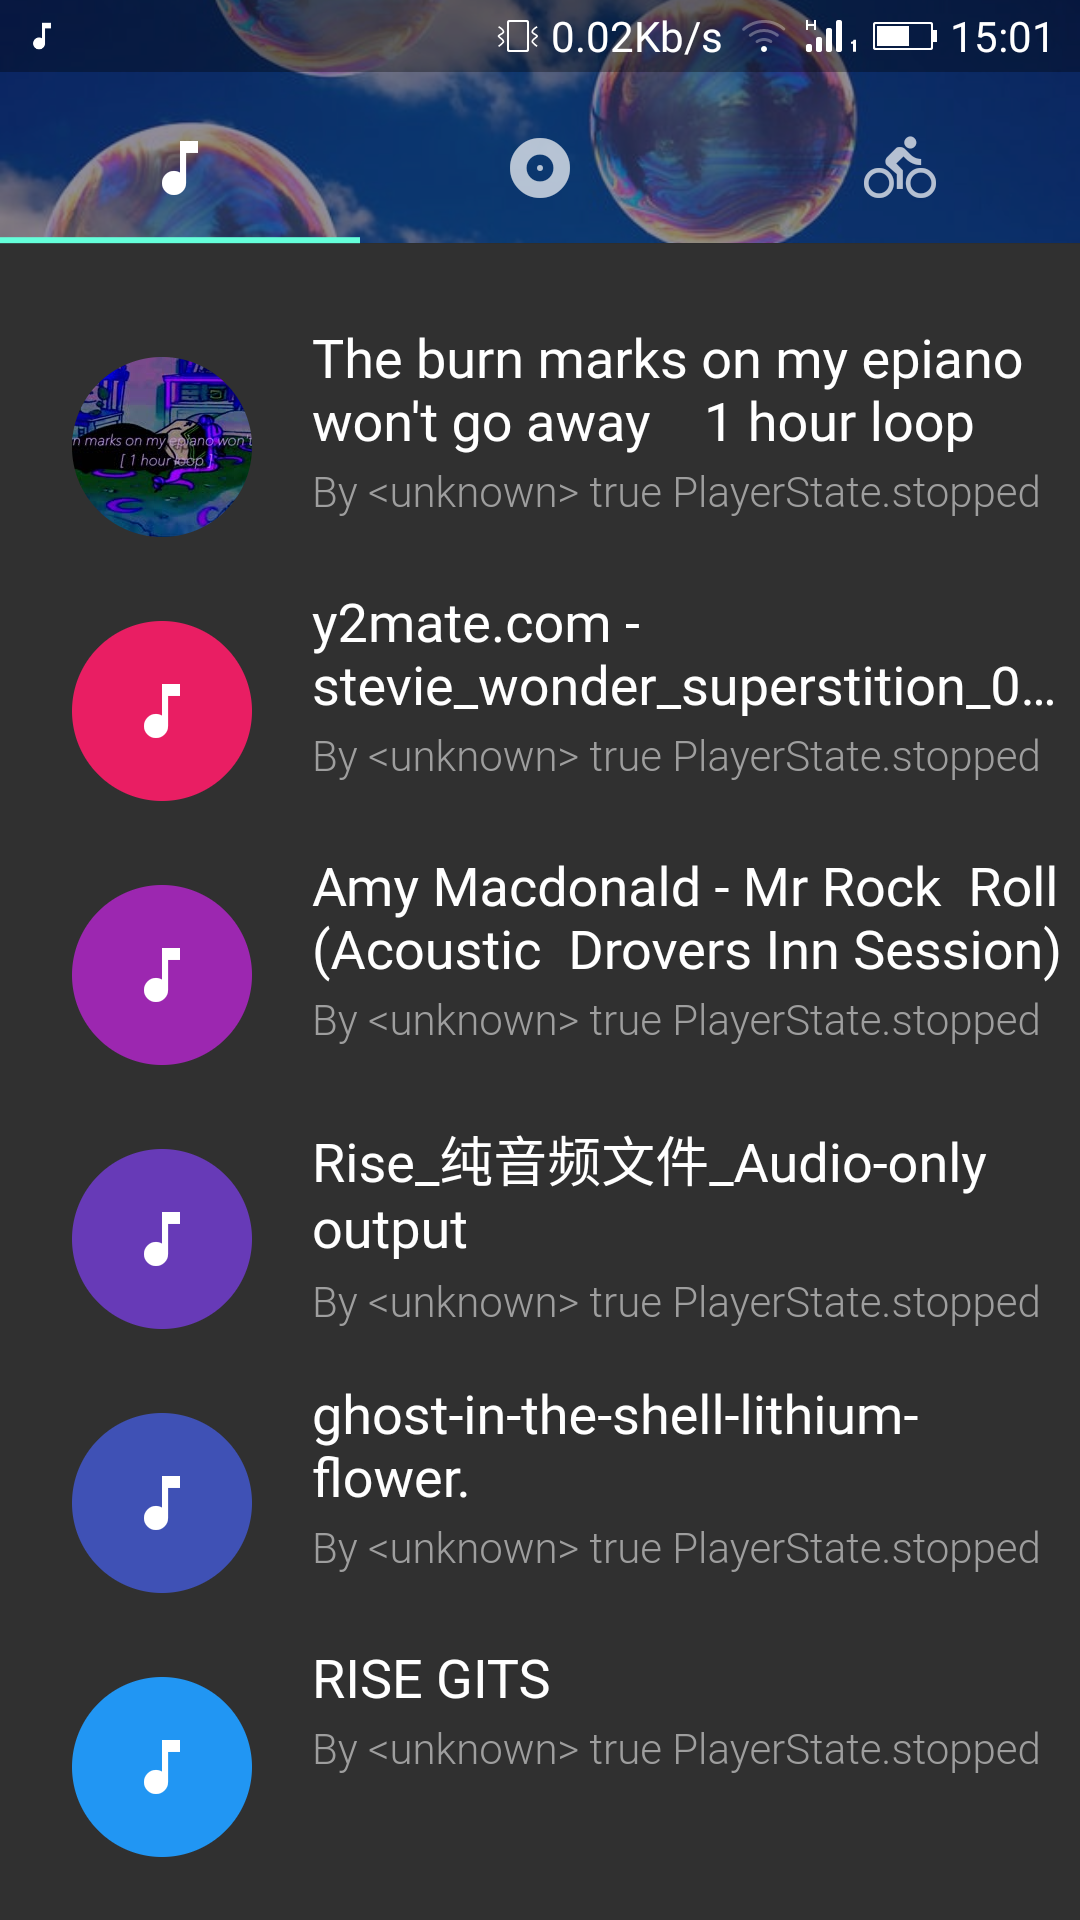 0.02Kb/s H 1 15:01
The burn marks on my epiano
won't go away 1 hour loop
By <unknown> true PlayerState.stopped
n marks on my epiano won't
[ 1 hour loop ]
y2mate.com -
stevie_wonder_superstition_0...
By <unknown> true PlayerState.stopped
Amy Macdonald - Mr Rock Roll
(Acoustic Drovers Inn Session)
By <unknown> true PlayerState.stopped
Rise_纯音频文件_Audio-only
output
By <unknown> true PlayerState.stopped
ghost-in-the-shell-lithium-
flower.
By <unknown> true PlayerState.stopped
RISE GITS
By <unknown> true PlayerState.stopped